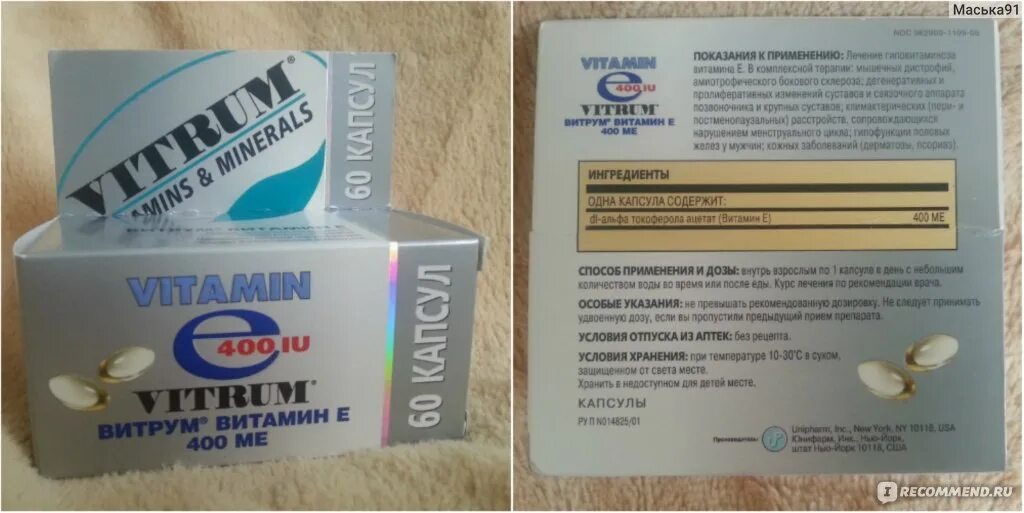 VITRUM®
AMINS & MINERALS
60 КАПСУЛ
ВИТРУМ ВИТАМИН Е
VITAMIN
e 400 IU
VITRUM®
ВИТРУМ® ВИТАМИН Е
400 МЕ
60 КАПСУЛ
Маська91
VITAMIN
e 400 IU
VITRUM®
ВИТРУМ® ВИТАМИН Е
400 МЕ
ПОКАЗАНИЯ К ПРИМЕНЕНИЮ: Лечение гиповитаминоза
витамина Е. В комплексной терапии: мышечных дистрофий,
амиотрофического бокового склероза; дегенеративных и
пролиферативных изменений суставов и связочного аппарата
позвоночника и крупных суставов; климактерических (пери- и
постменопаузальных) расстройств, сопровождающихся
нарушением менструального цикла; гипофункции половых
желез у мужчин; кожных заболеваний (дерматозы, псориаз).
ИНГРЕДИЕНТЫ
ОДНА КАПСУЛА СОДЕРЖИТ:
dl-альфа токоферола ацетат (Витамин Е) 400 МЕ
СПОСОБ ПРИМЕНЕНИЯ И ДОЗЫ: внутрь взрослым по 1 капсуле в день с небольшим
количеством воды во время или после еды. Курс лечения по рекомендации врача.
ОСОБЫЕ УКАЗАНИЯ: не превышать рекомендованную дозировку. Не следует принимать
удвоенную дозу, если вы пропустили предыдущий прием препарата.
УСЛОВИЯ ОТПУСКА ИЗ АПТЕК: без рецепта.
УСЛОВИЯ ХРАНЕНИЯ: при температуре 10-30°С в сухом,
защищенном от света месте.
Хранить в недоступном для детей месте.
КАПСУЛЫ
РУ П N014825/01
Производитель:
Unipharm, Inc., New York, NY 10118, USA
Юнифарм, Инк., Нью-Йорк,
штат Нью-Йорк 10118, США
I RECOMMEND.RU